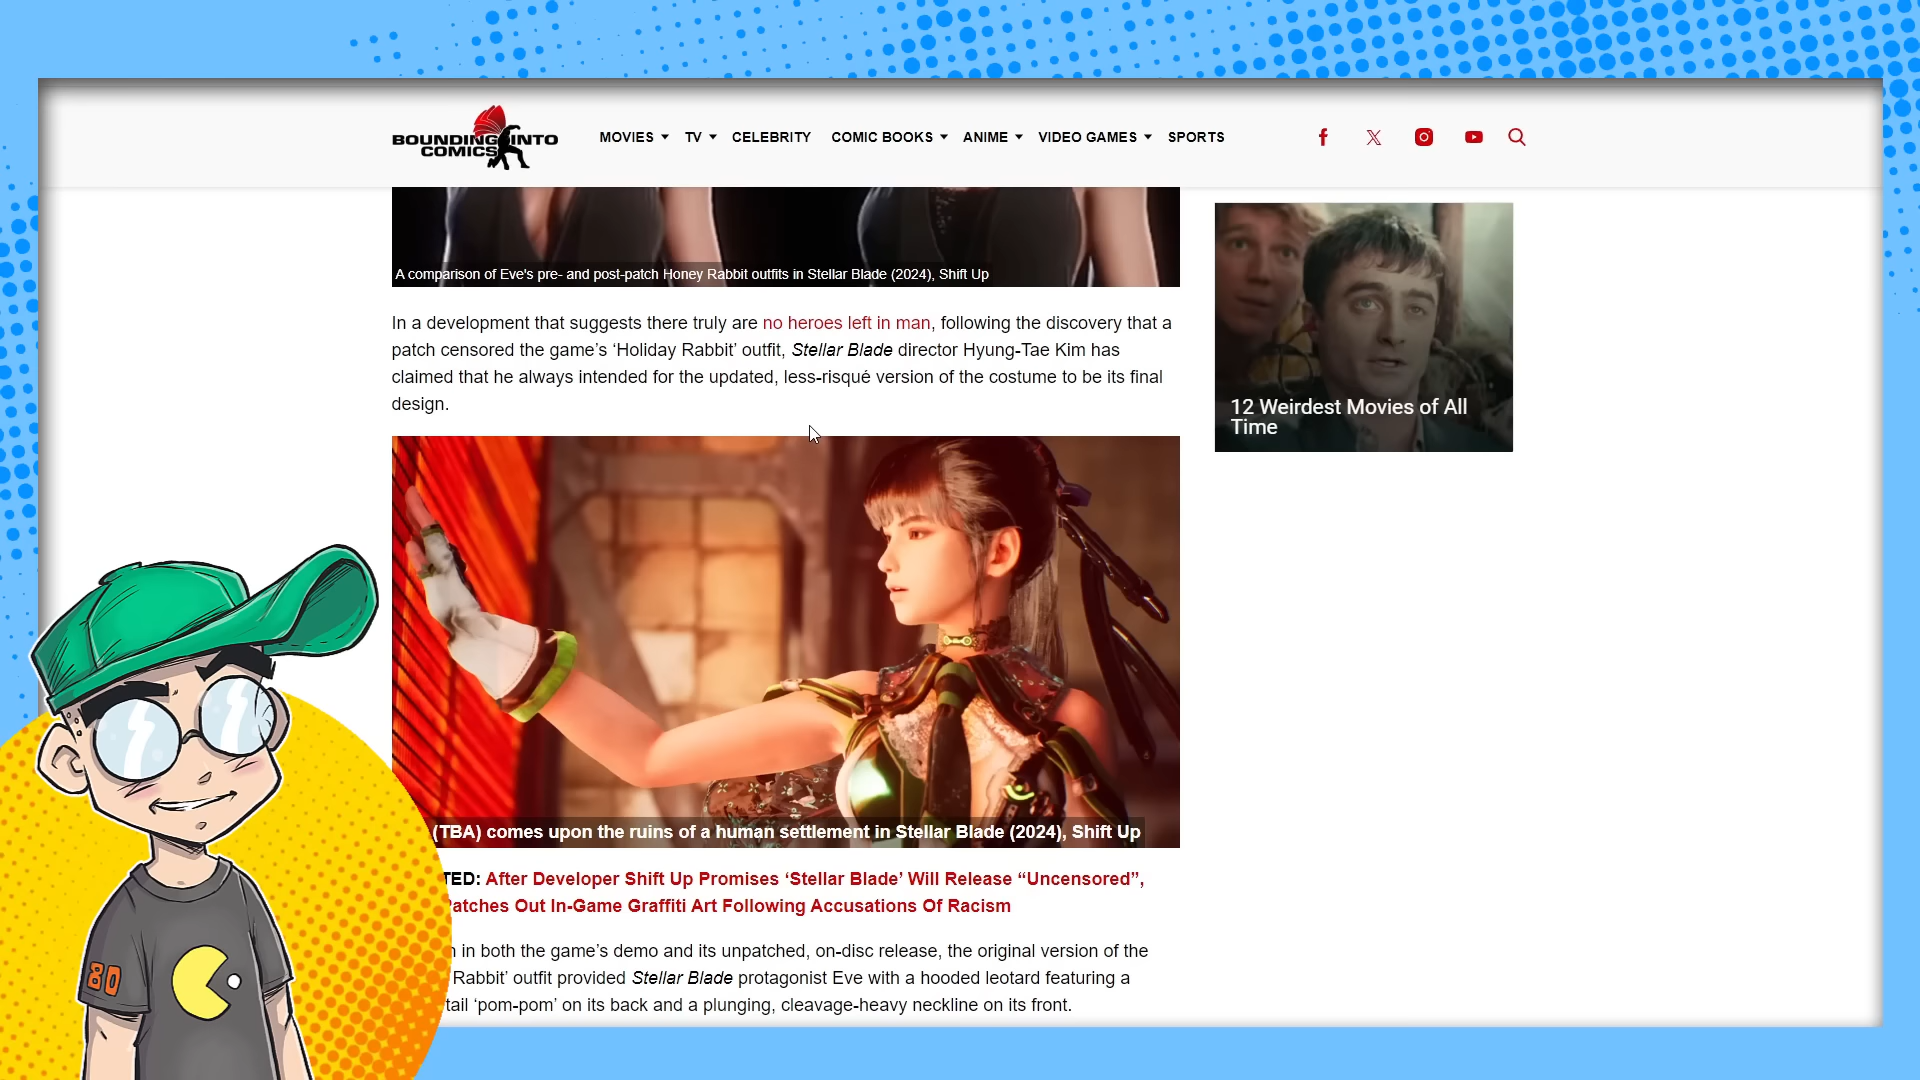 BOUNDING INTO
COMICS
MOVIES TV CELEBRITY COMIC BOOKS ANIME VIDEO GAMES SPORTS
A comparison of Eve's pre- and post-patch Honey Rabbit outfits in Stellar Blade (2024), Shift Up
In a development that suggests there truly are no heroes left in man, following the discovery that a
patch censored the game’s ‘Holiday Rabbit’ outfit, Stellar Blade director Hyung-Tae Kim has
claimed that he always intended for the updated, less-risqué version of the costume to be its final
design.
12 Weirdest Movies of All
Time
(TBA) comes upon the ruins of a human settlement in Stellar Blade (2024), Shift Up
TED: After Developer Shift Up Promises ‘Stellar Blade’ Will Release “Uncensored”,
Patches Out In-Game Graffiti Art Following Accusations Of Racism
in both the game’s demo and its unpatched, on-disc release, the original version of the
Rabbit’ outfit provided Stellar Blade protagonist Eve with a hooded leotard featuring a
tail ‘pom-pom’ on its back and a plunging, cleavage-heavy neckline on its front.
80